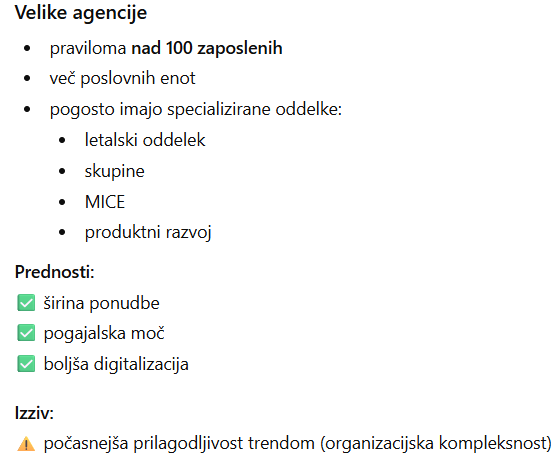 Velike agencije
praviloma nad 100 zaposlenih
več poslovnih enot
pogosto imajo specializirane oddelke:
letalski oddelek
skupine
MICE
produktni razvoj
Prednosti:
✅ širina ponudbe
✅ pogajalska moč
✅ boljša digitalizacija
Izziv:
⚠️ počasnejša prilagodljivost trendom (organizacijska kompleksnost)